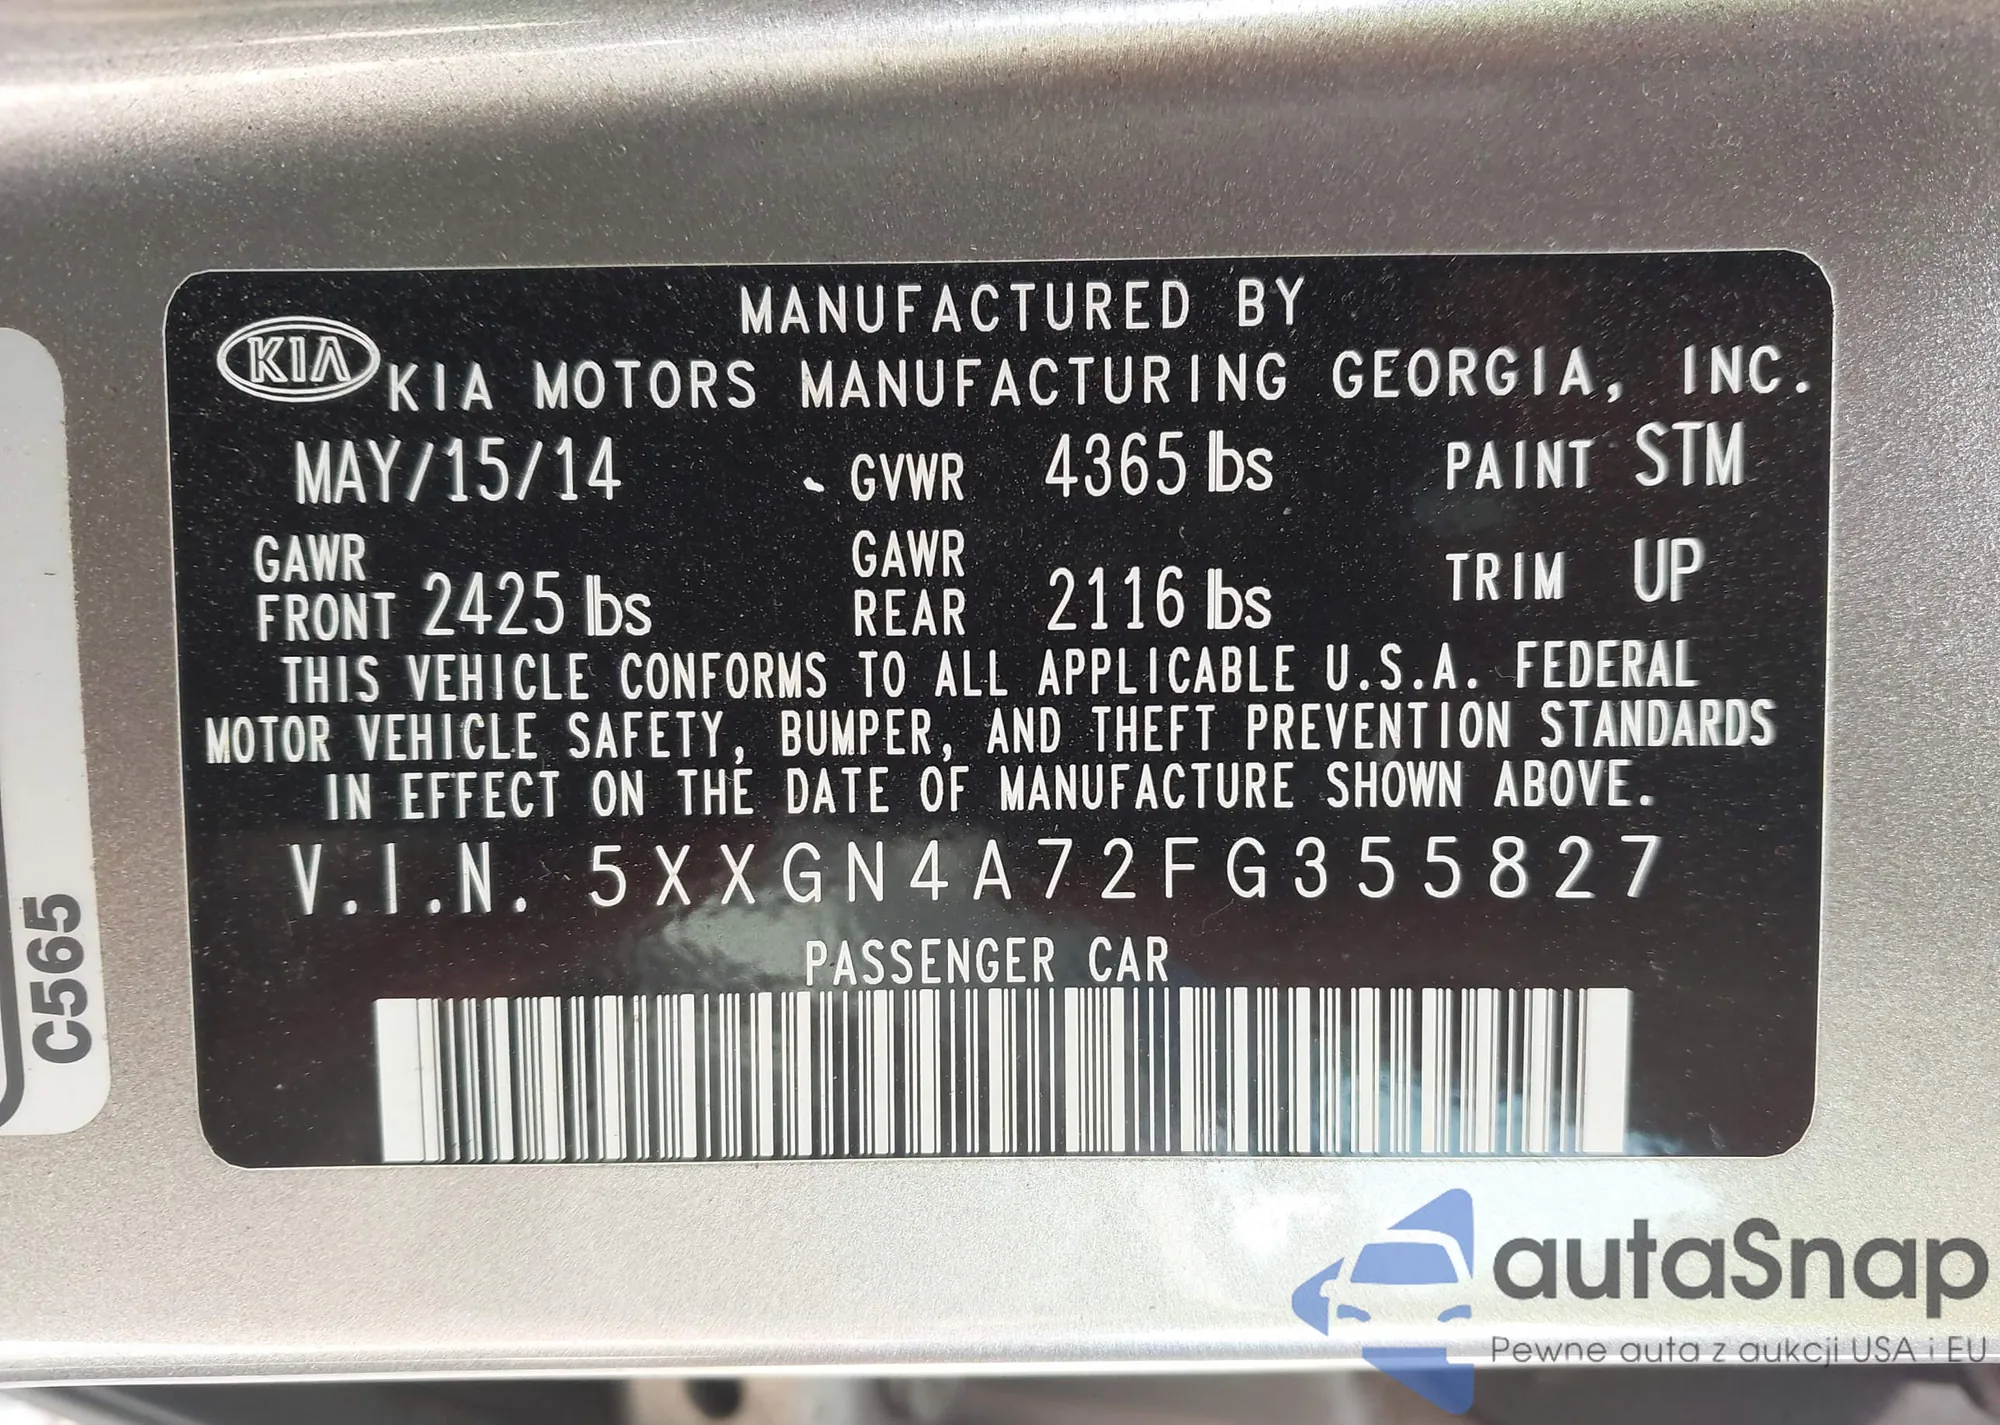 MANUFACTURED BY
KIA KIA MOTORS MANUFACTURING GEORGIA, INC.
MAY/15/14 GVWR 4365 lbs PAINT STM
GAWR FRONT 2425 lbs GAWR REAR 2116 lbs TRIM UP
THIS VEHICLE CONFORMS TO ALL APPLICABLE U.S.A. FEDERAL
MOTOR VEHICLE SAFETY, BUMPER, AND THEFT PREVENTION STANDARDS
IN EFFECT ON THE DATE OF MANUFACTURE SHOWN ABOVE.
V.I.N. 5XXGN4A72FG355827
PASSENGER CAR
C565
autaSnap
Pewne auta z aukcji USA i EU